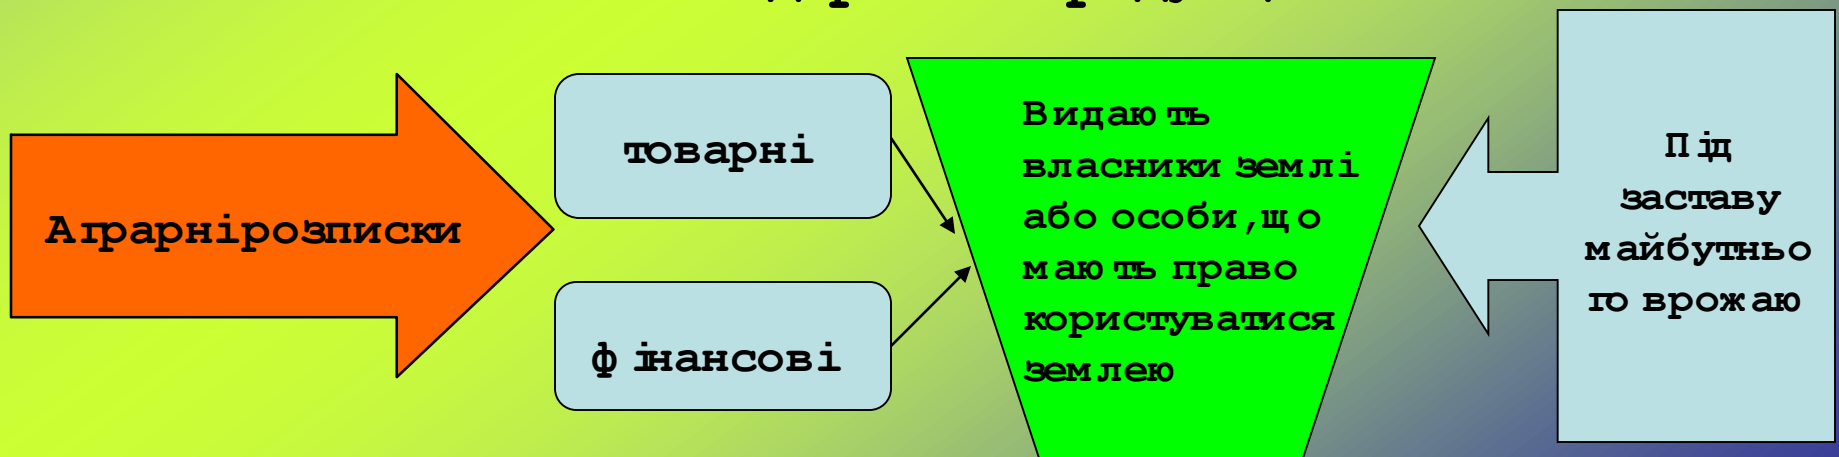 Аграрні розписки
товарні
фінансові
Видають
власники землі
або особи, що
мають право
користуватися
землею
Під
заставу
майбутньо
го врожаю